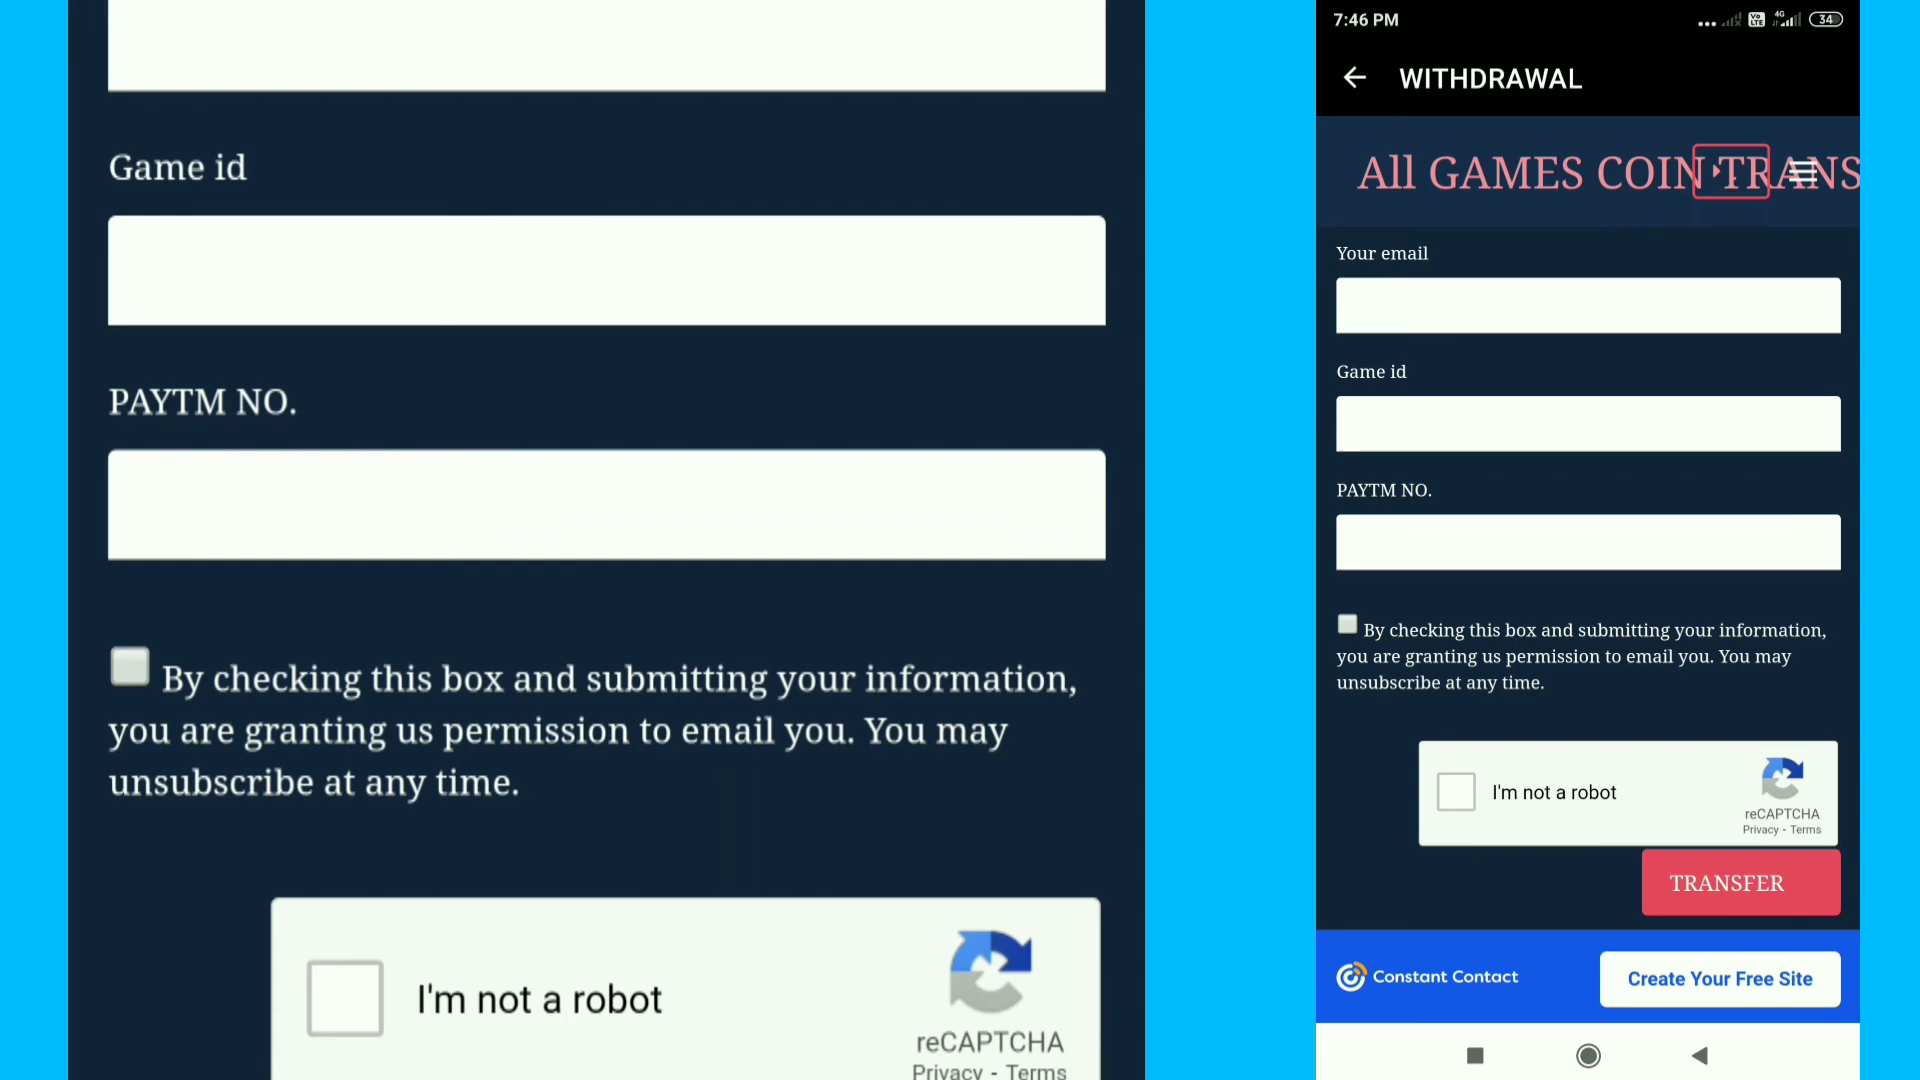 Game id
PAYTM NO.
By checking this box and submitting your information,
you are granting us permission to email you. You may
unsubscribe at any time.
I'm not a robot
reCAPTCHA
Privacy - Terms
7:46 PM
Vo LTE
4G
34
WITHDRAWAL
All GAMES COIN TRANS
Your email
Game id
PAYTM NO.
By checking this box and submitting your information,
you are granting us permission to email you. You may
unsubscribe at any time.
I'm not a robot
reCAPTCHA
Privacy - Terms
TRANSFER
Constant Contact
Create Your Free Site